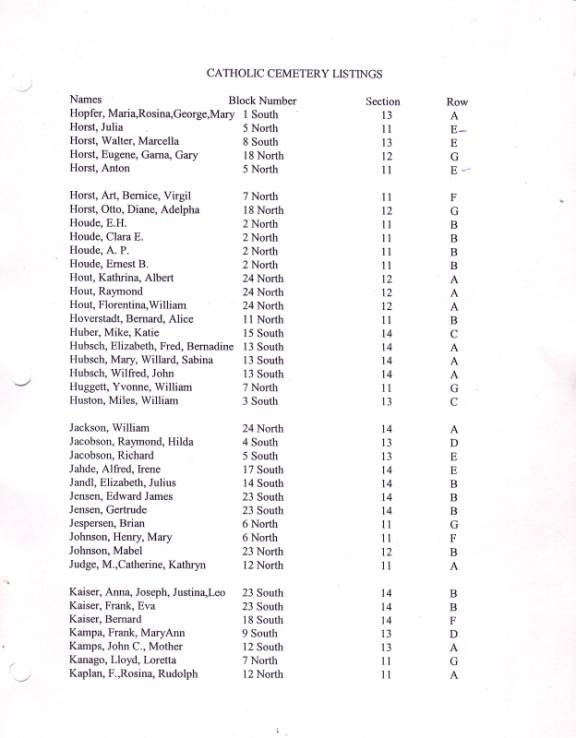 CATHOLIC CEMETERY LISTINGS
Names Block Number Section Row
Hopfer, Maria,Rosina,George,Mary 1 South 13 A
Horst, Julia 5 North 11 E
Horst, Walter, Marcella 8 South 13 E
Horst, Eugene, Garna, Gary 18 North 12 G
Horst, Anton 5 North 11 E
Horst, Art, Bernice, Virgil 7 North 11 F
Horst, Otto, Diane, Adelpha 18 North 12 G
Houde, E.H. 2 North 11 B
Houde, Clara E. 2 North 11 B
Houde, A. P. 2 North 11 B
Houde, Ernest B. 2 North 11 B
Hout, Kathrina, Albert 24 North 12 A
Hout, Raymond 24 North 12 A
Hout, Florentina,William 24 North 12 A
Hoverstadt, Bernard, Alice 11 North 11 B
Huber, Mike, Katie 15 South 14 C
Hubsch, Elizabeth, Fred, Bernadine 13 South 14 A
Hubsch, Mary, Willard, Sabina 13 South 14 A
Hubsch, Wilfred, John 13 South 14 A
Huggett, Yvonne, William 7 North 11 G
Huston, Miles, William 3 South 13 C
Jackson, William 24 North 14 A
Jacobson, Raymond, Hilda 4 South 13 D
Jacobson, Richard 5 South 13 E
Jahde, Alfred, Irene 17 South 14 E
Jandl, Elizabeth, Julius 14 South 14 B
Jensen, Edward James 23 South 14 B
Jensen, Gertrude 23 South 14 B
Jespersen, Brian 6 North 11 G
Johnson, Henry, Mary 6 North 11 F
Johnson, Mabel 23 North 12 B
Judge, M.,Catherine, Kathryn 12 North 11 A
Kaiser, Anna, Joseph, Justina,Leo 23 South 14 B
Kaiser, Frank, Eva 23 South 14 B
Kaiser, Bernard 18 South 14 F
Kampa, Frank, MaryAnn 9 South 13 D
Kamps, John C., Mother 12 South 13 A
Kanago, Lloyd, Loretta 7 North 11 G
Kaplan, F.,Rosina, Rudolph 12 North 11 A